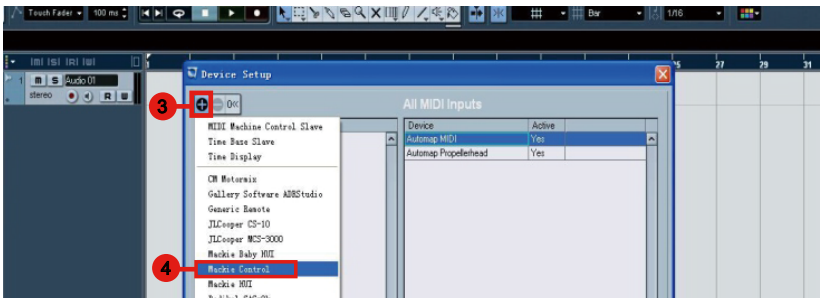 Touch Fader 100 ms Bar 1/16
25 27 29 31
1 m S Audio 01
stereo R W
Device Setup
3
All MIDI Inputs
MIDI Machine Control Slave
Time Base Slave
Time Display
CM Motormix
Gallery Software ADRStudio
Generic Remote
JLCooper CS-10
JLCooper MCS-3000
Mackie Baby HUI
4 Mackie Control
Mackie HUI
Device Active
Automap MIDI Yes
Automap Propellerhead Yes